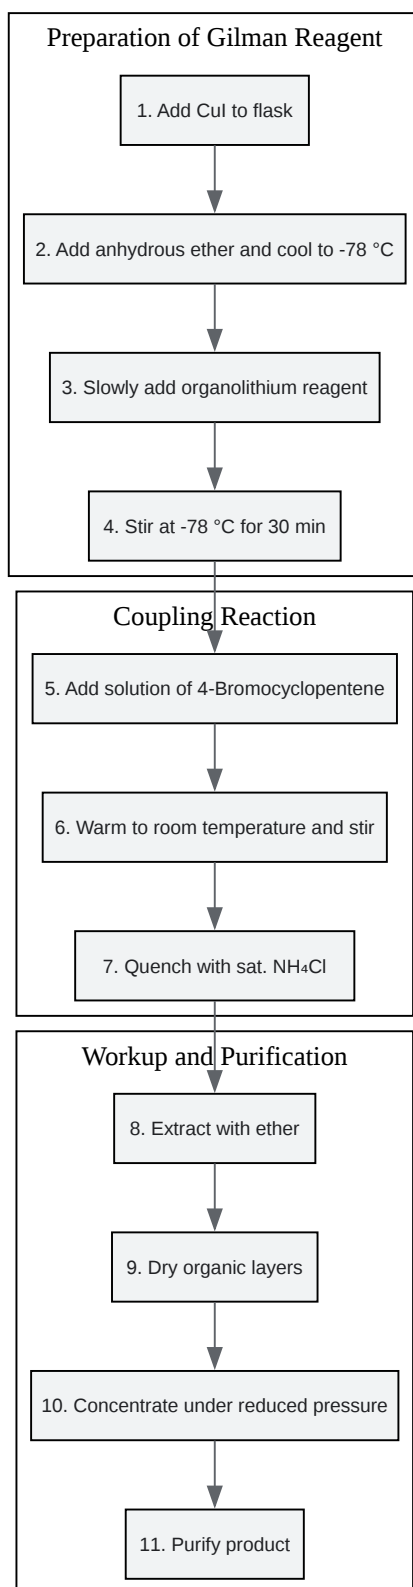 Preparation of Gilman Reagent
1. Add CuI to flask
2. Add anhydrous ether and cool to -78 °C
3. Slowly add organolithium reagent
4. Stir at -78 °C for 30 min
Coupling Reaction
5. Add solution of 4-Bromocyclopentene
6. Warm to room temperature and stir
7. Quench with sat. NH₄Cl
Workup and Purification
8. Extract with ether
9. Dry organic layers
10. Concentrate under reduced pressure
11. Purify product